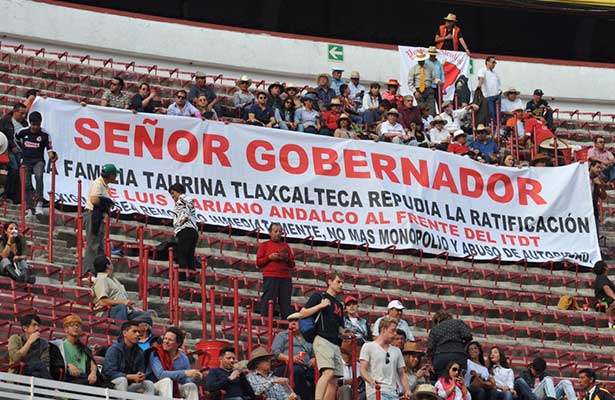 SEÑOR GOBERNADOR
FAMILIA TAURINA TLAXCALTECA REPUDIA LA RATIFICACIÓN
DE LUIS MARIANO ANDALCO AL FRENTE DEL ITDT
INMEDIATAMENTE, NO MAS MONOPOLIO Y ABUSO DE AUTORIDAD.